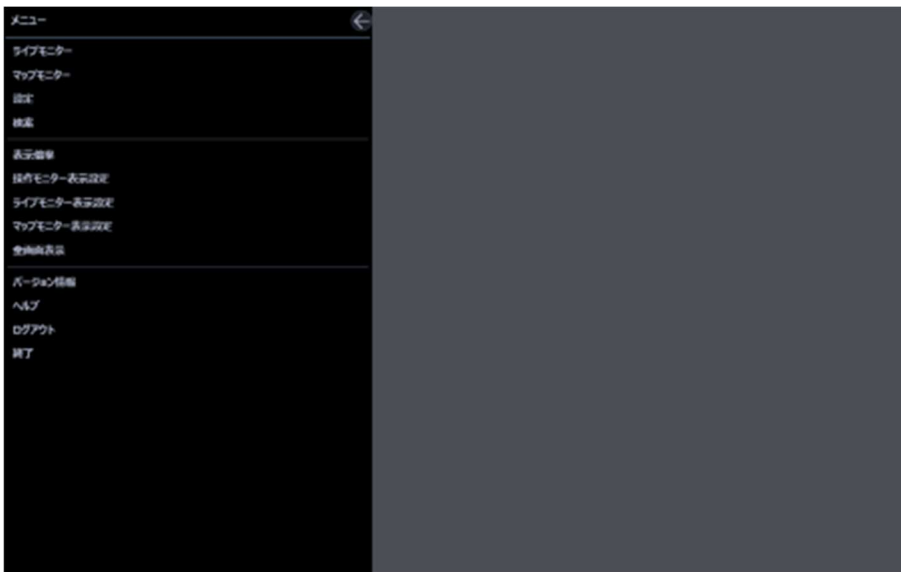 メニュー
ライブモニター
マップモニター
設定
検索
表示倍率
操作モニター表示設定
ライブモニター表示設定
マップモニター表示設定
全画面表示
バージョン情報
ヘルプ
ログアウト
終了